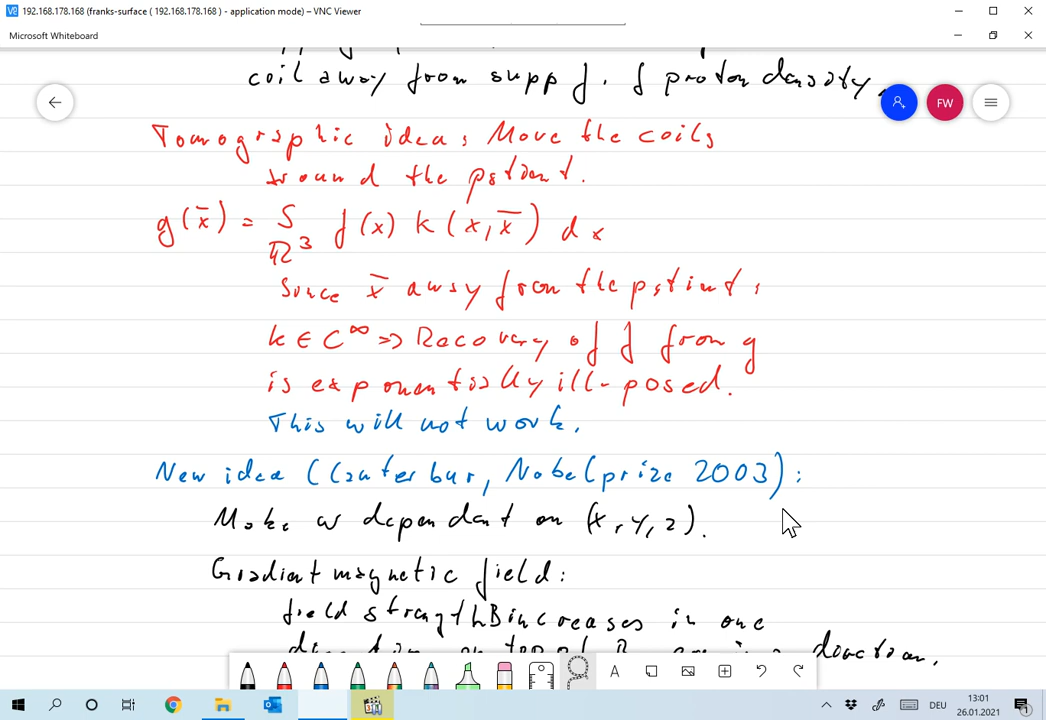 192.168.178.168 (franks-surface ( 192.168.178.168 ) - application mode) – VNC Viewer
Microsoft Whiteboard
coil away from supp f. f proton density.
FW
Tomographic idea: Move the coils
around the patient.
g(x̄) = ∫ f(x) k(x, x̄) dx
ℝ³
Since x̄ away from the patient,
k ∈ C^∞ => Recovery of f from g
is exponentially ill-posed.
This will not work.
New idea (Lauterbur, Nobelprize 2003):
Make ω dependant on (x, y, z).
Gradient magnetic field:
field strength B increases in one
direction.
A
DEU
13:01
26.01.2021
1